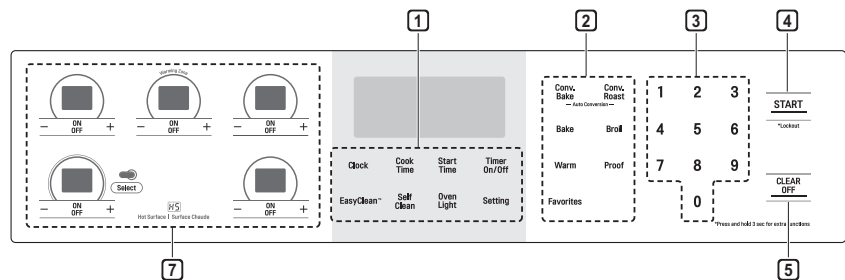 1
2
3
4
Warming Zone
ON
OFF
- +
ON
OFF
- +
ON
OFF
- +
Select
ON
OFF
- +
HS
Hot Surface | Surface Chaude
ON
OFF
- +
Clock
Cook
Time
Start
Time
Timer
On/Off
EasyClean™
Self
Clean
Oven
Light
Setting
Conv.
Bake
Conv.
Roast
Auto Conversion
Bake Broil
Warm Proof
Favorites
1 2 3
4 5 6
7 8 9
0
START
*Lockout
CLEAR
OFF
*Press and hold 3 sec for extra functions
7
5